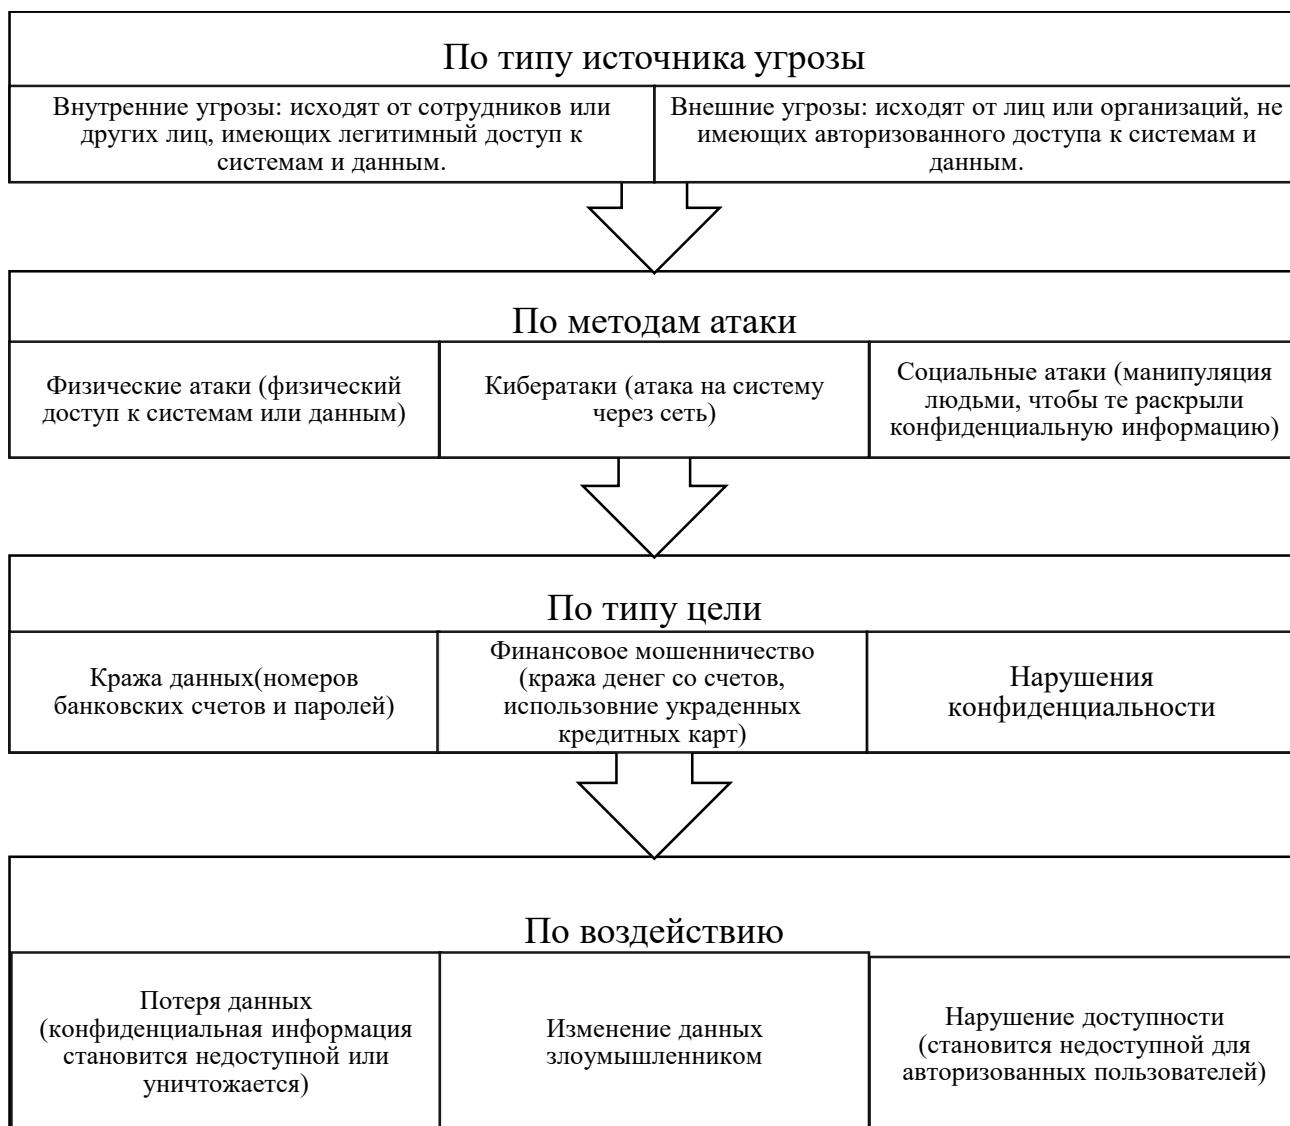 По типу источника угрозы
Внутренние угрозы: исходят от сотрудников или
других лиц, имеющих легитимный доступ к
системам и данным.
Внешние угрозы: исходят от лиц или организаций, не
имеющих авторизованного доступа к системам и
данным.
По методам атаки
Физические атаки (физический
доступ к системам или данным)
Кибератаки (атака на систему
через сеть)
Социальные атаки (манипуляция
людьми, чтобы те раскрыли
конфиденциальную информацию)
По типу цели
Кража данных(номеров
банковских счетов и паролей)
Финансовое мошенничество
(кража денег со счетов,
использовние украденных
кредитных карт)
Нарушения
конфиденциальности
По воздействию
Потеря данных
(конфиденциальная информация
становится недоступной или
уничтожается)
Изменение данных
злоумышленником
Нарушение доступности
(становится недоступной для
авторизованных пользователей)